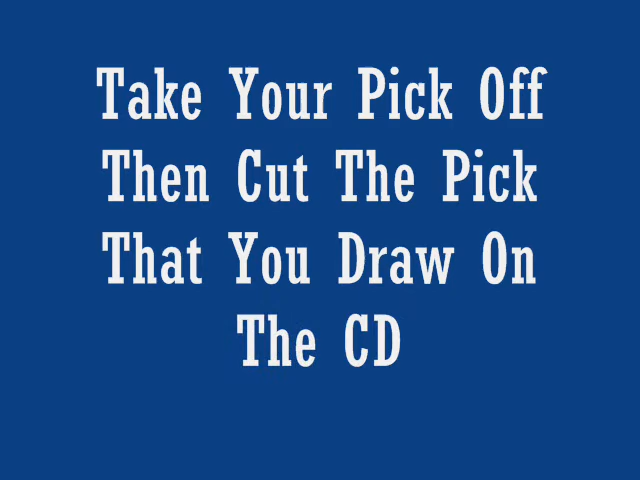 Take Your Pick Off
Then Cut The Pick
That You Draw On
The CD